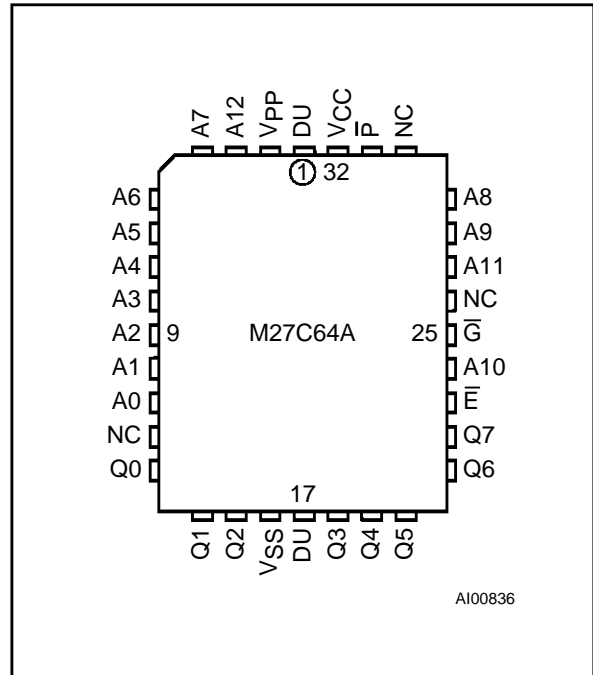 A7 A12 VPP DU VCC P̅ NC
1 32
A6 A8
A5 A9
A4 A11
A3 NC
A2 9 M27C64A 25 G̅
A1 A10
A0 E̅
NC Q7
Q0 Q6
17
Q1 Q2 VSS DU Q3 Q4 Q5
AI00836